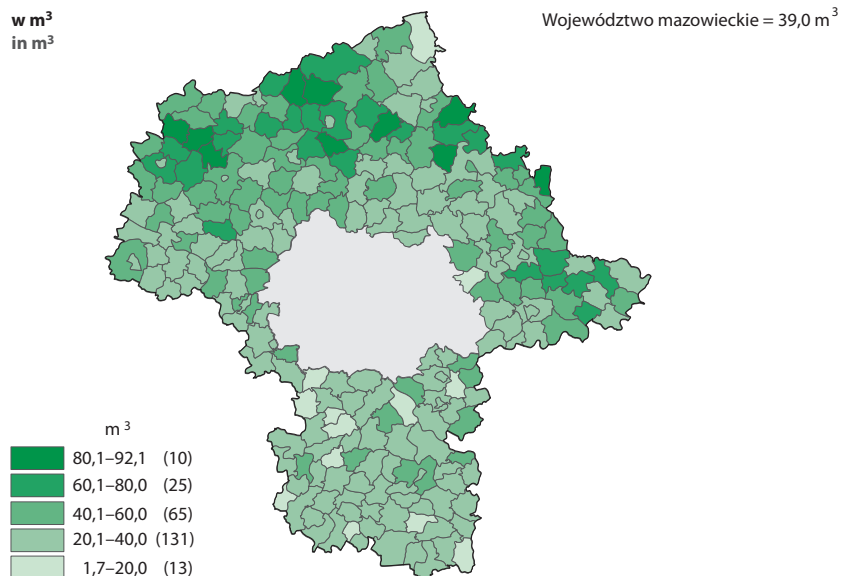 w m³
in m³
Województwo mazowieckie = 39,0 m³
m³
80,1–92,1 (10)
60,1–80,0 (25)
40,1–60,0 (65)
20,1–40,0 (131)
1,7–20,0 (13)